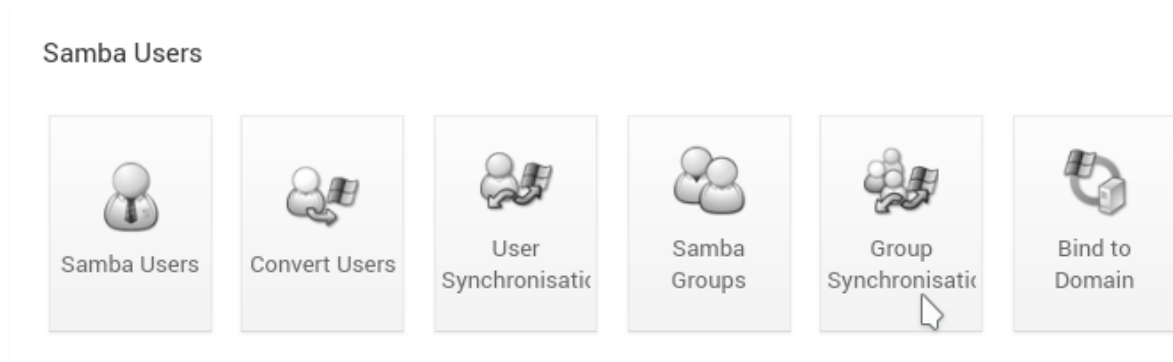 Samba Users
Samba Users
Convert Users
User
Synchronisatic
Samba
Groups
Group
Synchronisatic
Bind to
Domain